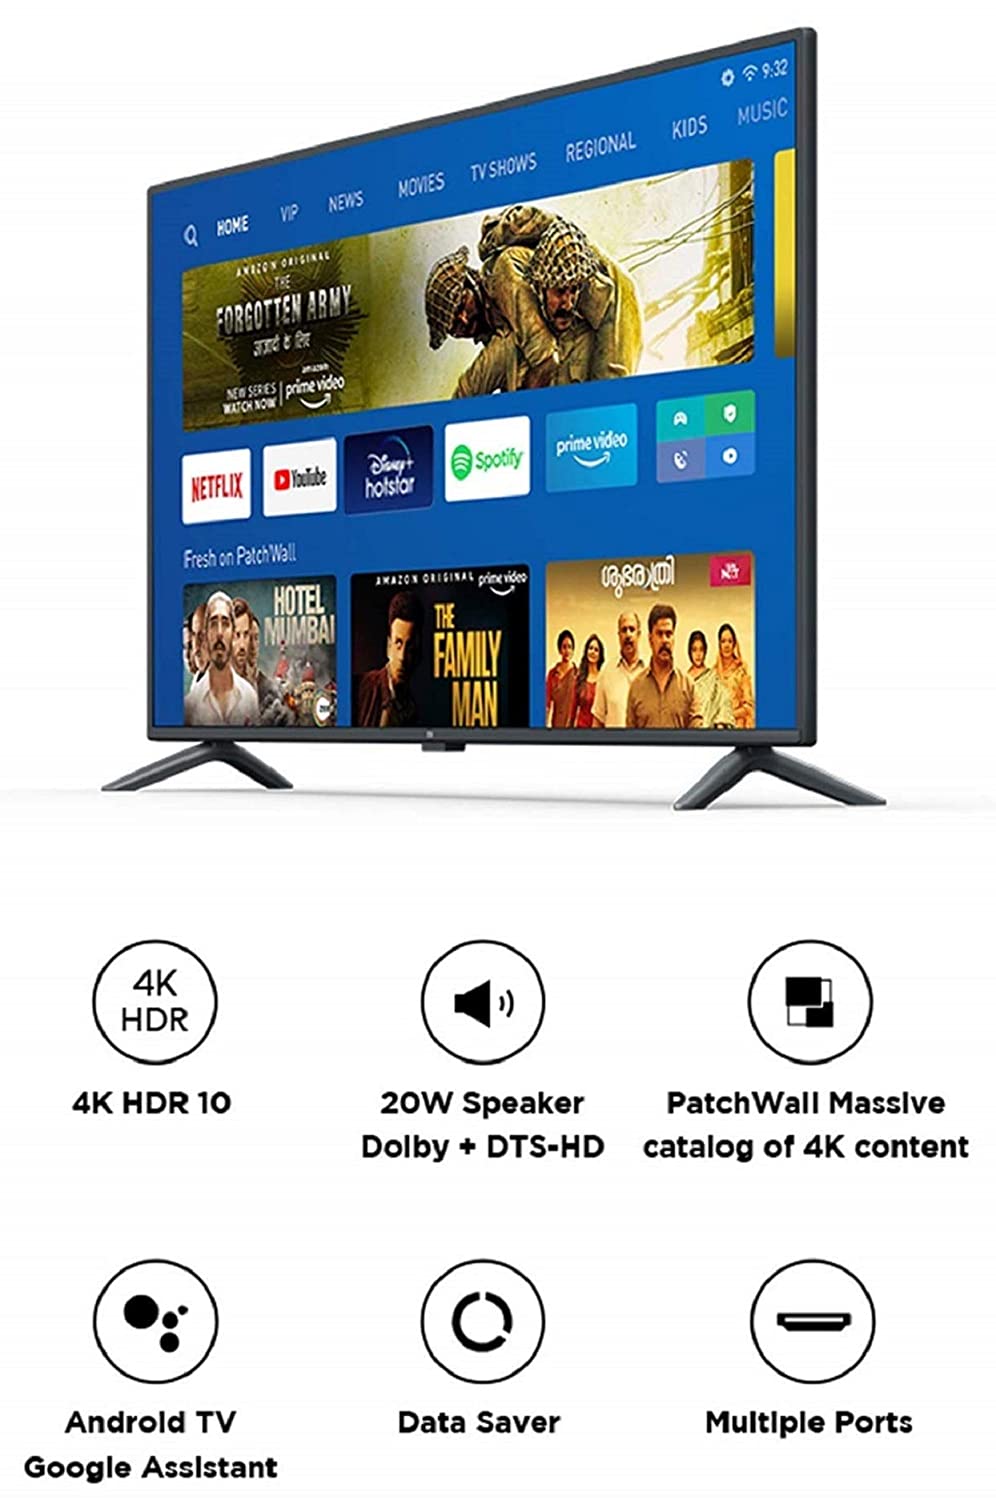 9:32
HOME VIP NEWS MOVIES TV SHOWS REGIONAL KIDS MUSIC
AMAZON ORIGINAL
THE
FORGOTTEN ARMY
आज़ादी के लिए
NEW SERIES
WATCH NOW
amazon
prime video
NETFLIX
YouTube
Disney+
hotstar
Spotify
prime video
Fresh on PatchWall
HOTEL
MUMBAI
AMAZON ORIGINAL prime video
THE
FAMILY
MAN
ശുഭരാത്രി
4K
HDR
4K HDR 10
20W Speaker
Dolby + DTS-HD
PatchWall Massive
catalog of 4K content
Android TV
Google Assistant
Data Saver
Multiple Ports